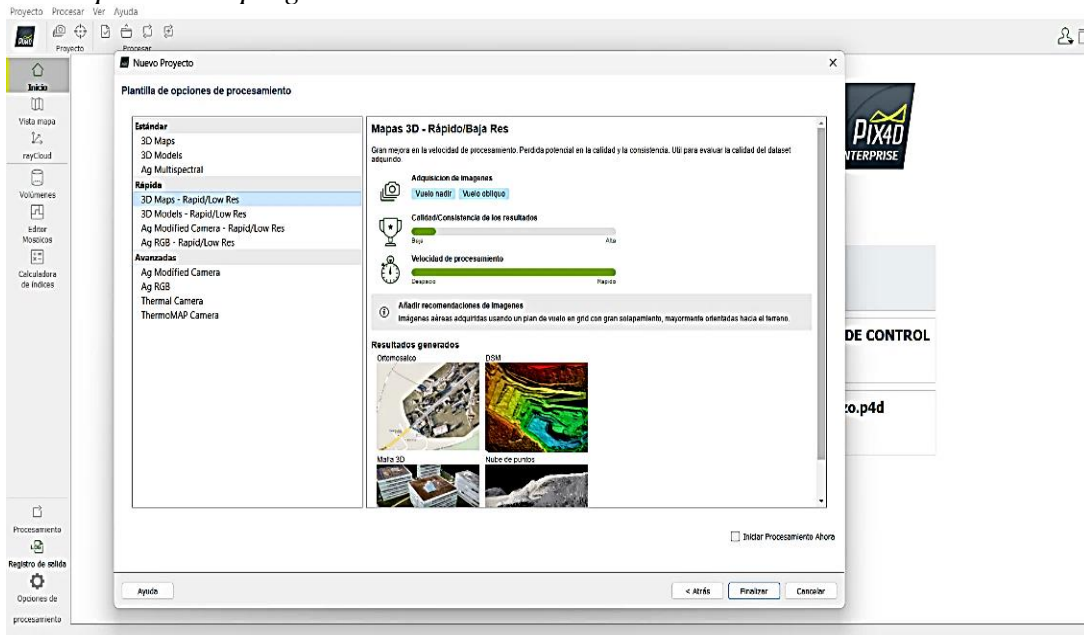 Proyecto Procesar Ver Ayuda
PIX4D
Proyecto
Procesar
Inicio
Vista mapa
rayCloud
Volúmenes
Editor
Mosaicos
Calculadora
de índices
Procesamiento
Registro de salida
Opciones de
procesamiento
Nuevo Proyecto
Plantilla de opciones de procesamiento
Estándar
3D Maps
3D Models
Ag Multispectral
Rápida
3D Maps - Rapid/Low Res
3D Models - Rapid/Low Res
Ag Modified Camera - Rapid/Low Res
Ag RGB - Rapid/Low Res
Avanzadas
Ag Modified Camera
Ag RGB
Thermal Camera
ThermoMAP Camera
Mapas 3D - Rápido/Baja Res
Gran mejora en la velocidad de procesamiento. Perdida potencial en la calidad y la consistencia. Util para evaluar la calidad del dataset
adquirido
Adquisicion de imagenes
Vuelo nadir Vuelo oblicuo
Calidad/Consistencia de los resultados
Baja Alta
Velocidad de procesamiento
Despacio Rapido
Añadir recomendaciones de Imagenes
Imágenes aéreas adquiridas usando un plan de vuelo en grid con gran solapamiento, mayormente orientadas hacia el terreno.
Resultados generados
Ortomosaico DSM
Malla 3D Nube de puntos
Iniciar Procesamiento Ahora
Ayuda
< Atrás Finalizar Cancelar
PIX4D
NTERPRISE
DE CONTROL
zo.p4d